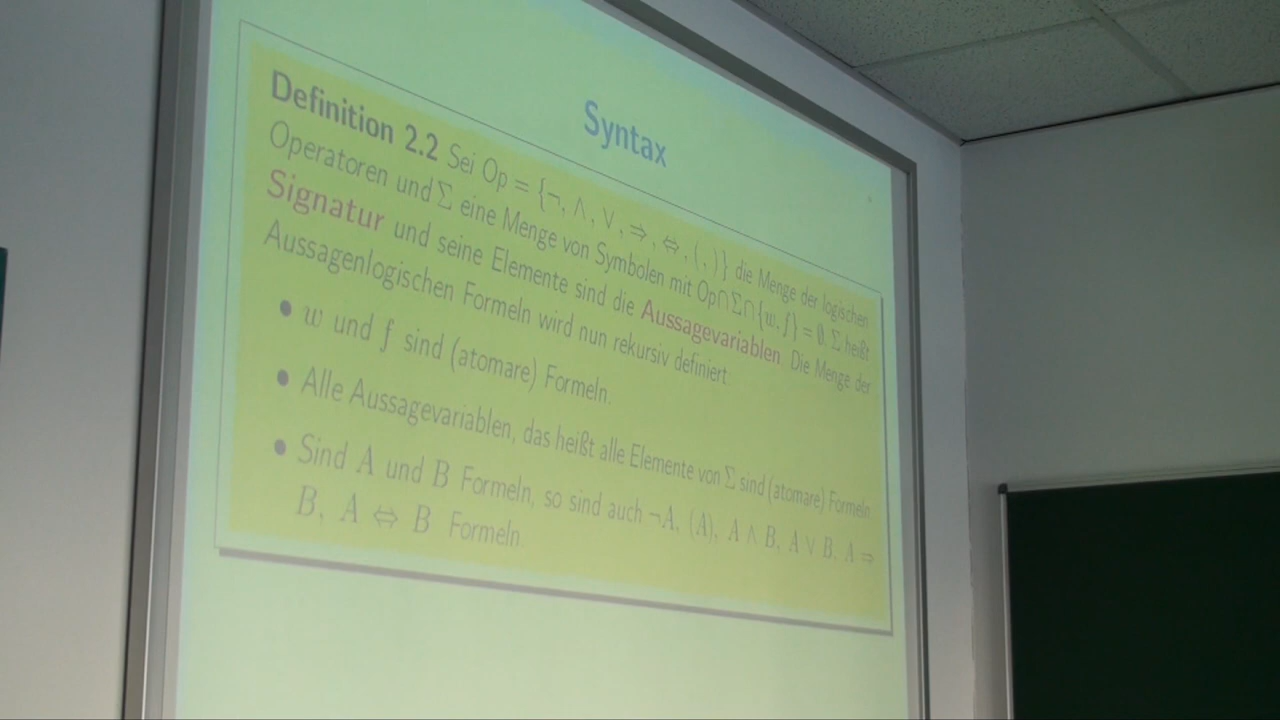 Syntax
Definition 2.2 Sei Op = {¬, ∧, ∨, ⇒, ⇔, (, )} die Menge der logischen
Operatoren und Σ eine Menge von Symbolen mit Op∩Σ∩{w, f} = ∅. Σ heißt
Signatur und seine Elemente sind die Aussagevariablen. Die Menge der
Aussagenlogischen Formeln wird nun rekursiv definiert:
• w und f sind (atomare) Formeln.
• Alle Aussagevariablen, das heißt alle Elemente von Σ sind (atomare) Formeln
• Sind A und B Formeln, so sind auch ¬A, (A), A ∧ B, A ∨ B, A ⇒
B, A ⇔ B Formeln.